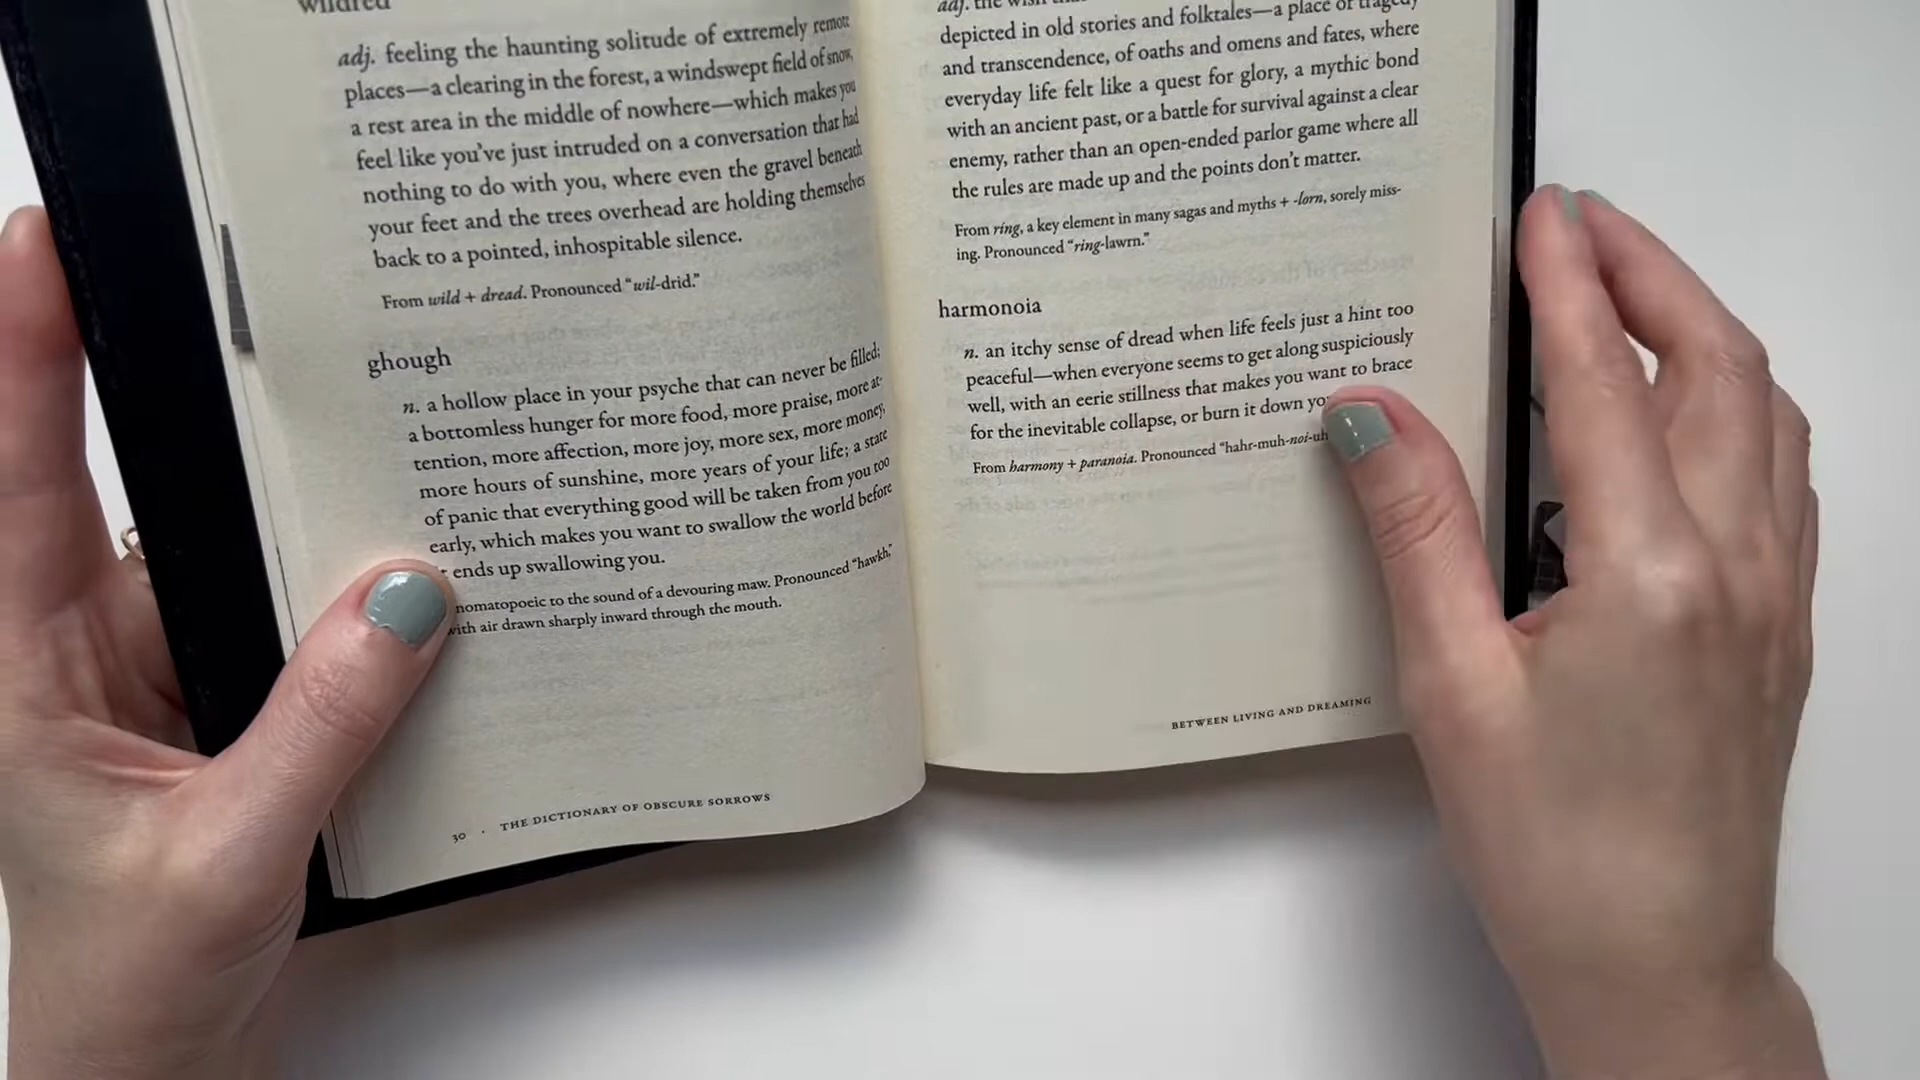 wildred
adj. feeling the haunting solitude of extremely remote
places—a clearing in the forest, a windswept field of snow,
a rest area in the middle of nowhere—which makes you
feel like you've just intruded on a conversation that had
nothing to do with you, where even the gravel beneath
your feet and the trees overhead are holding themselves
back to a pointed, inhospitable silence.
From wild + dread. Pronounced "wil-drid."
ghough
n. a hollow place in your psyche that can never be filled;
a bottomless hunger for more food, more praise, more at-
tention, more affection, more joy, more sex, more money,
more hours of sunshine, more years of your life; a state
of panic that everything good will be taken from you too
early, which makes you want to swallow the world before
ends up swallowing you.
nomatopoeic to the sound of a devouring maw. Pronounced "hawkh,"
with air drawn sharply inward through the mouth.
30 · THE DICTIONARY OF OBSCURE SORROWS
adj. the wish
depicted in old stories and folktales—a place of tragedy
and transcendence, of oaths and omens and fates, where
everyday life felt like a quest for glory, a mythic bond
with an ancient past, or a battle for survival against a clear
enemy, rather than an open-ended parlor game where all
the rules are made up and the points don't matter.
From ring, a key element in many sagas and myths + -lorn, sorely miss-
ing. Pronounced "ring-lawrn."
harmonoia
n. an itchy sense of dread when life feels just a hint too
peaceful—when everyone seems to get along suspiciously
well, with an eerie stillness that makes you want to brace
for the inevitable collapse, or burn it down yo
From harmony + paranoia. Pronounced "hahr-muh-noi-uh
BETWEEN LIVING AND DREAMING